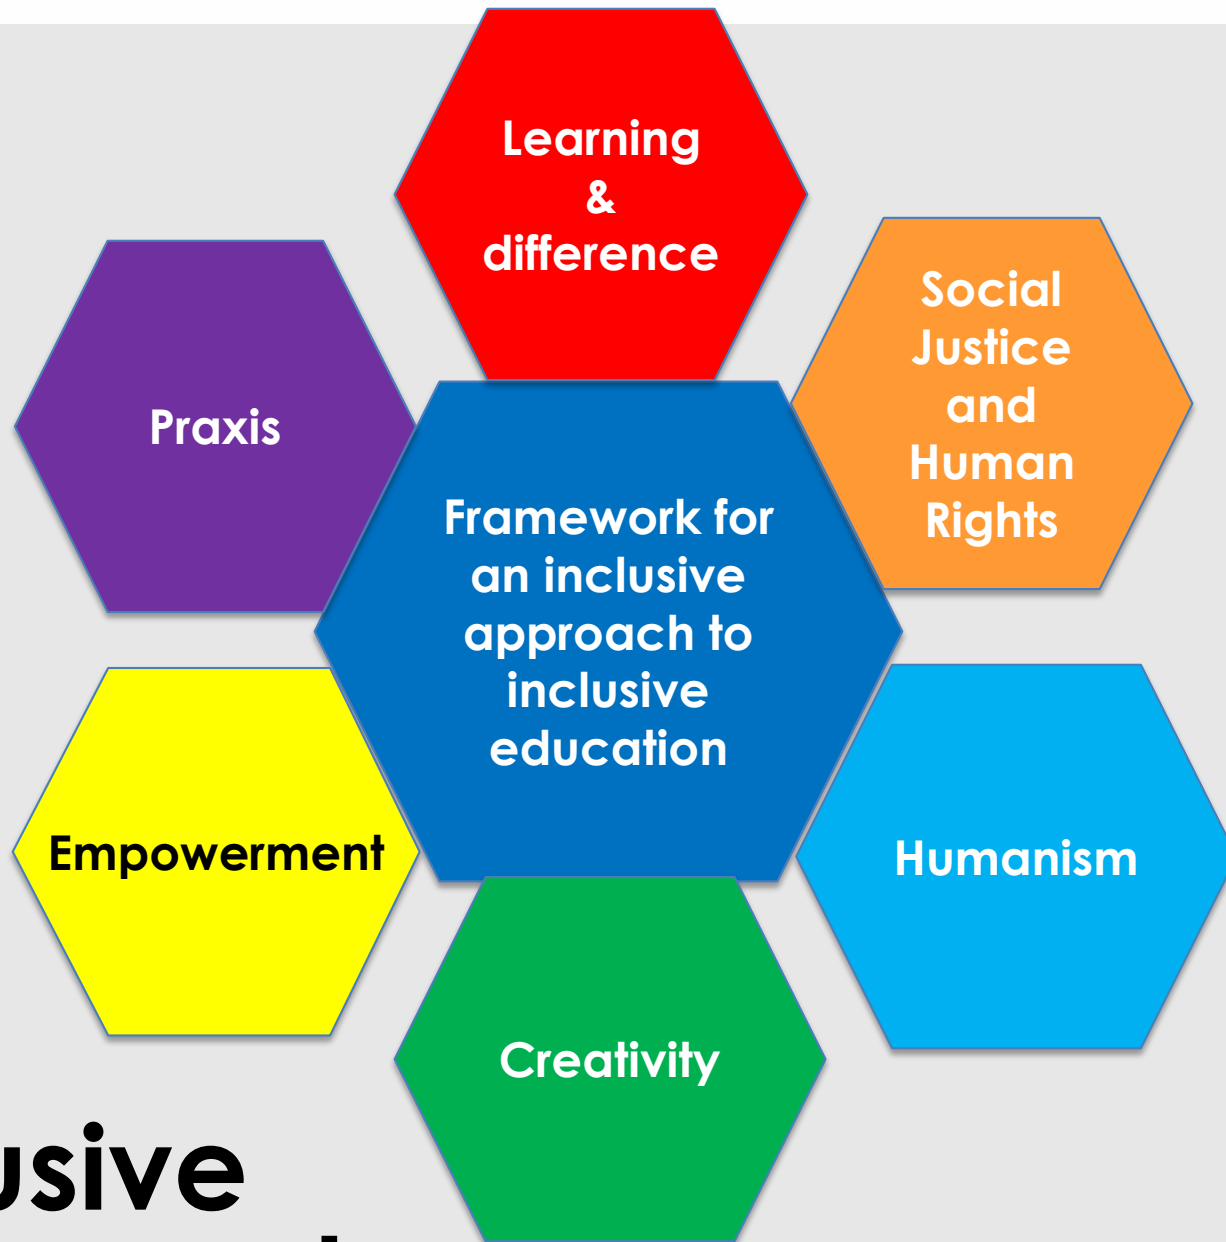 Learning
&
difference
Social
Justice
and
Human
Rights
Praxis
Framework for
an inclusive
approach to
inclusive
education
Empowerment
Humanism
Creativity